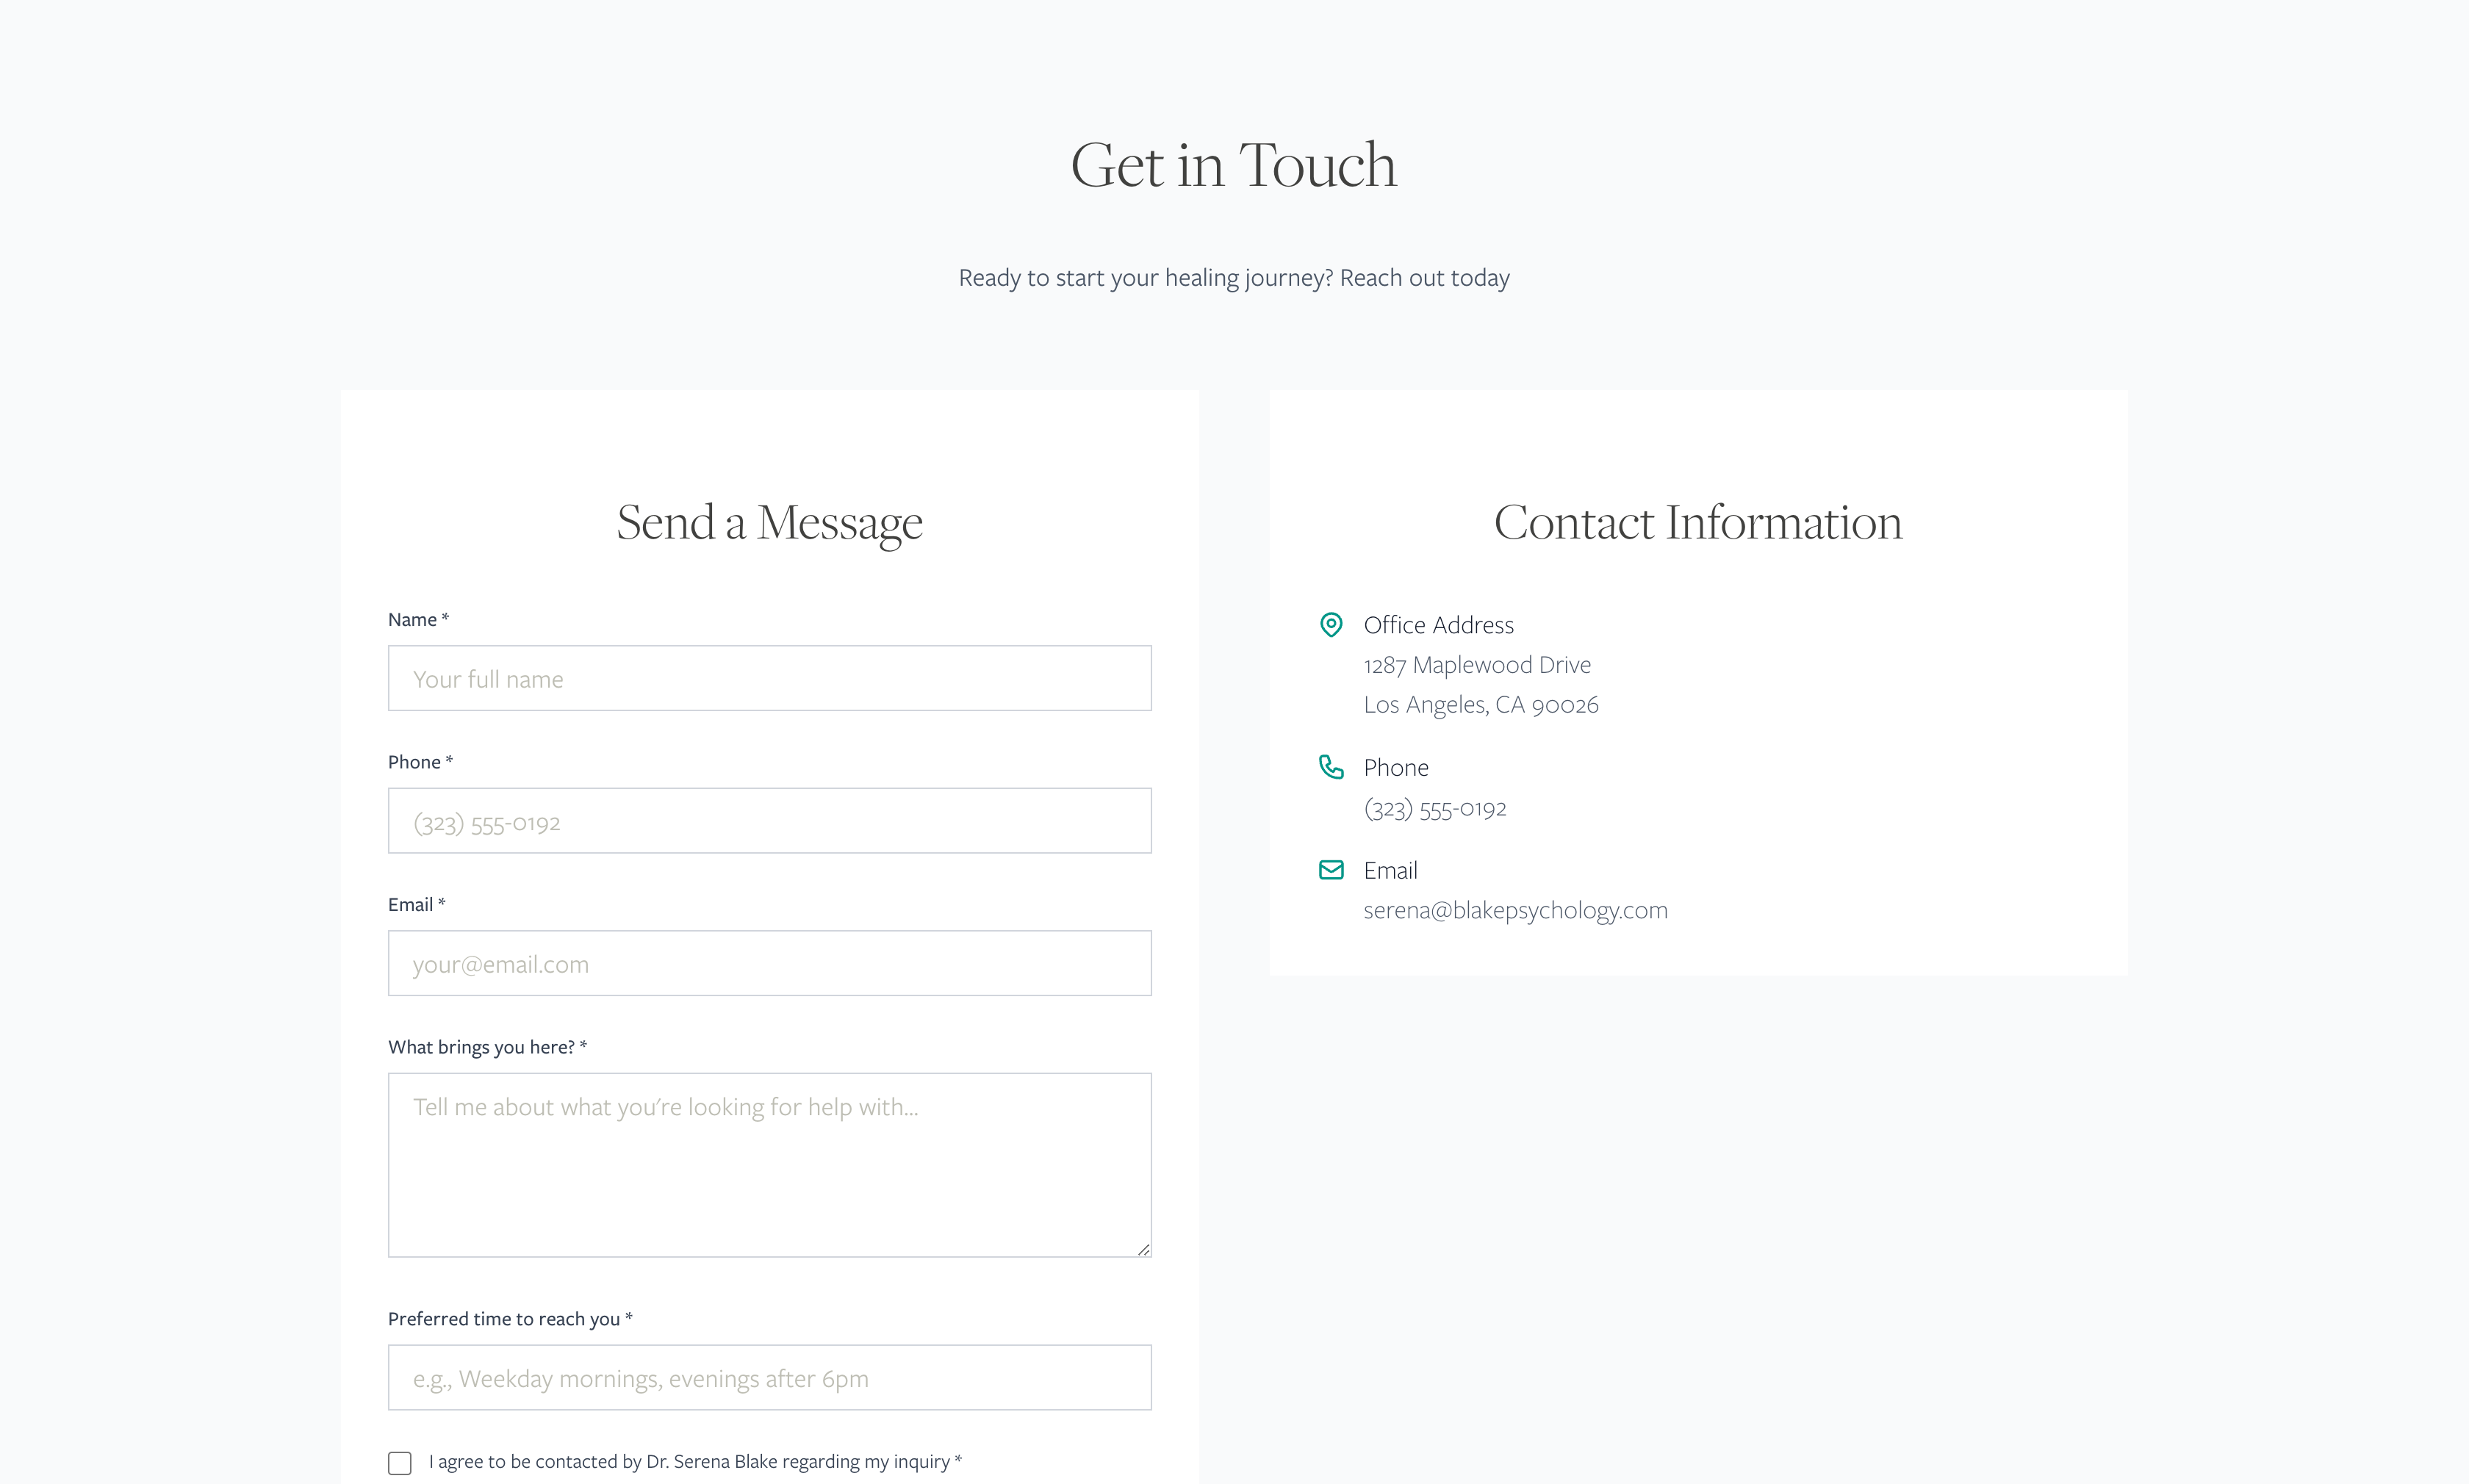 Get in Touch
Ready to start your healing journey? Reach out today
Send a Message
Name *
Your full name
Phone *
(323) 555-0192
Email *
your@email.com
What brings you here? *
Tell me about what you're looking for help with...
Preferred time to reach you *
e.g., Weekday mornings, evenings after 6pm
I agree to be contacted by Dr. Serena Blake regarding my inquiry *
Contact Information
Office Address
1287 Maplewood Drive
Los Angeles, CA 90026
Phone
(323) 555-0192
Email
serena@blakepsychology.com